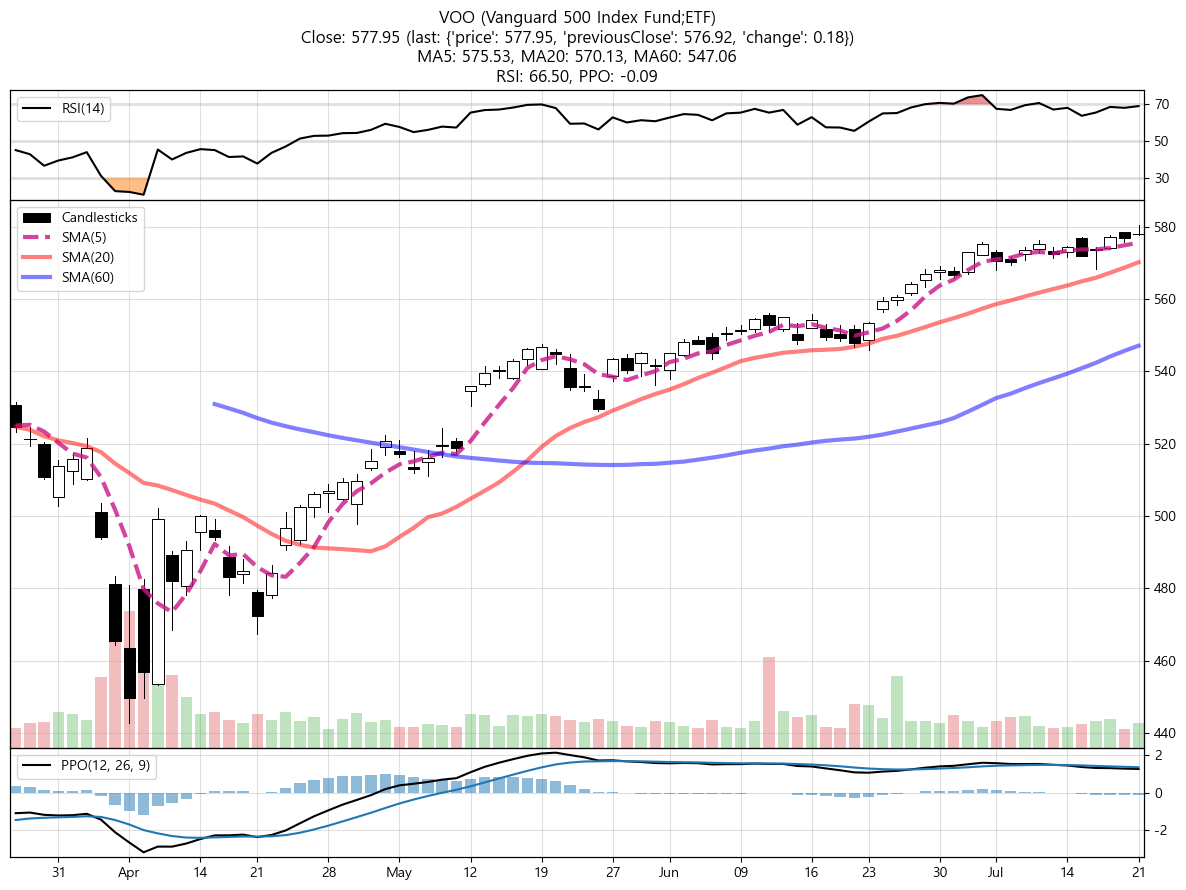 VOO (Vanguard 500 Index Fund;ETF)
Close: 577.95 (last: {'price': 577.95, 'previousClose': 576.92, 'change': 0.18})
MA5: 575.53, MA20: 570.13, MA60: 547.06
RSI: 66.50, PPO: -0.09
RSI(14)
70
50
30
Candlesticks
SMA(5)
SMA(20)
SMA(60)
580
560
540
520
500
480
460
440
PPO(12, 26, 9)
2
0
-2
31 Apr 14 21 28 May 12 19 27 Jun 09 16 23 30 Jul 14 21